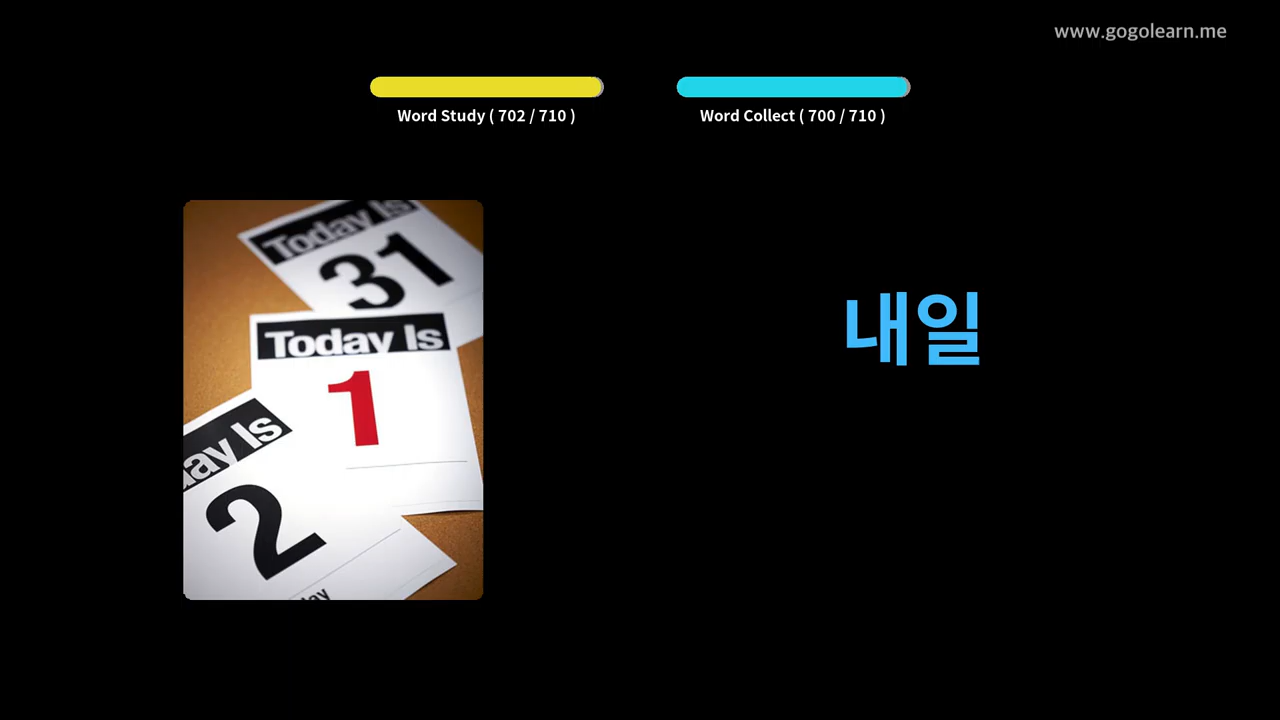 www.gogolearn.me
Word Study ( 702 / 710 )
Word Collect ( 700 / 710 )
Today Is
31
Today Is
1
내일
day Is
2